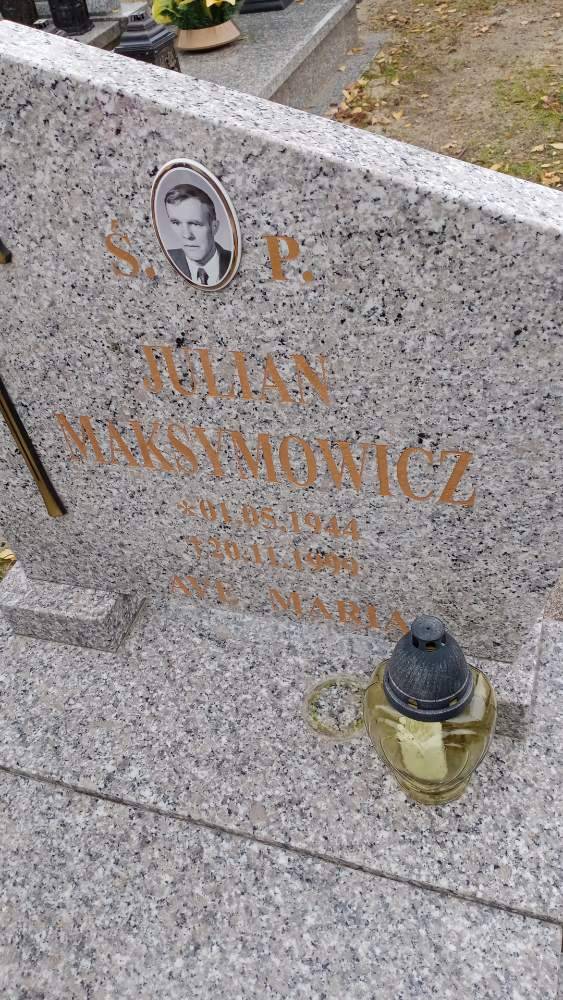 Ś. P.
JULIAN
MAKSYMOWICZ
*01.05.1944
†20.11.1999
AVE MARIA